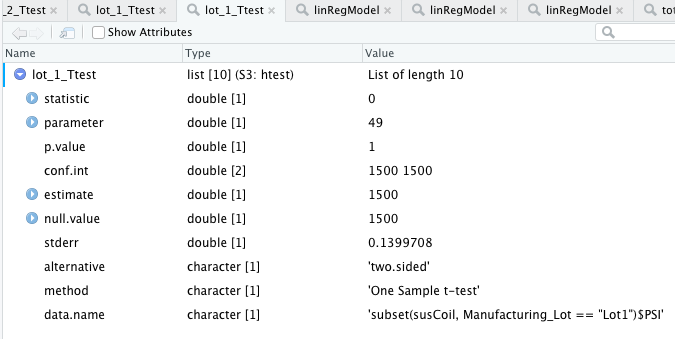 _2_Ttest × lot_1_Ttest × lot_1_Ttest × linRegModel × linRegModel × linRegModel × tot
Show Attributes
Name Type Value
lot_1_Ttest list [10] (S3: htest) List of length 10
statistic double [1] 0
parameter double [1] 49
p.value double [1] 1
conf.int double [2] 1500 1500
estimate double [1] 1500
null.value double [1] 1500
stderr double [1] 0.1399708
alternative character [1] 'two.sided'
method character [1] 'One Sample t-test'
data.name character [1] 'subset(susCoil, Manufacturing_Lot == "Lot1")$PSI'